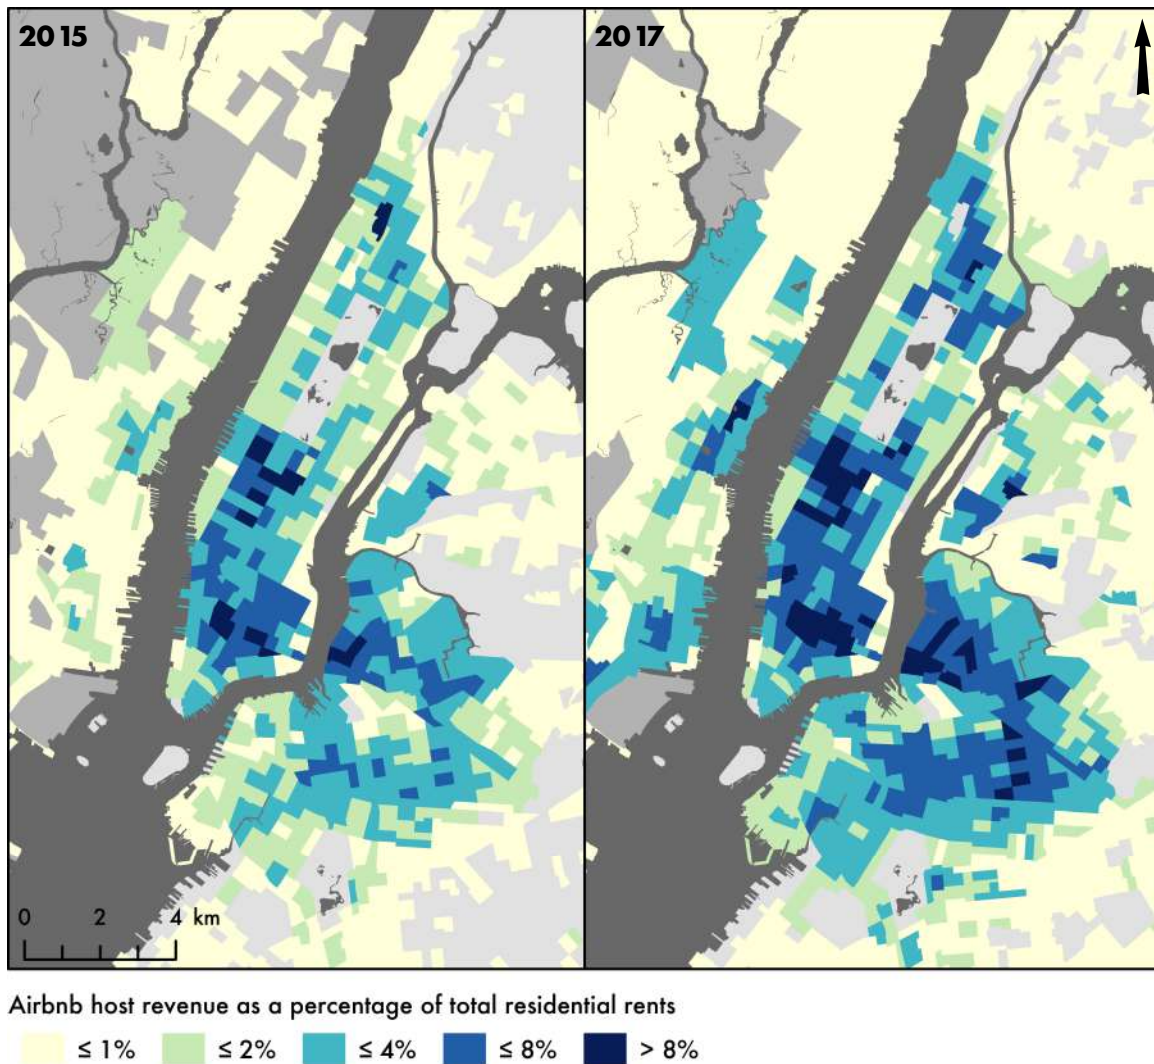 2015
2017
0 2 4 km
Airbnb host revenue as a percentage of total residential rents
≤ 1% ≤ 2% ≤ 4% ≤ 8% > 8%